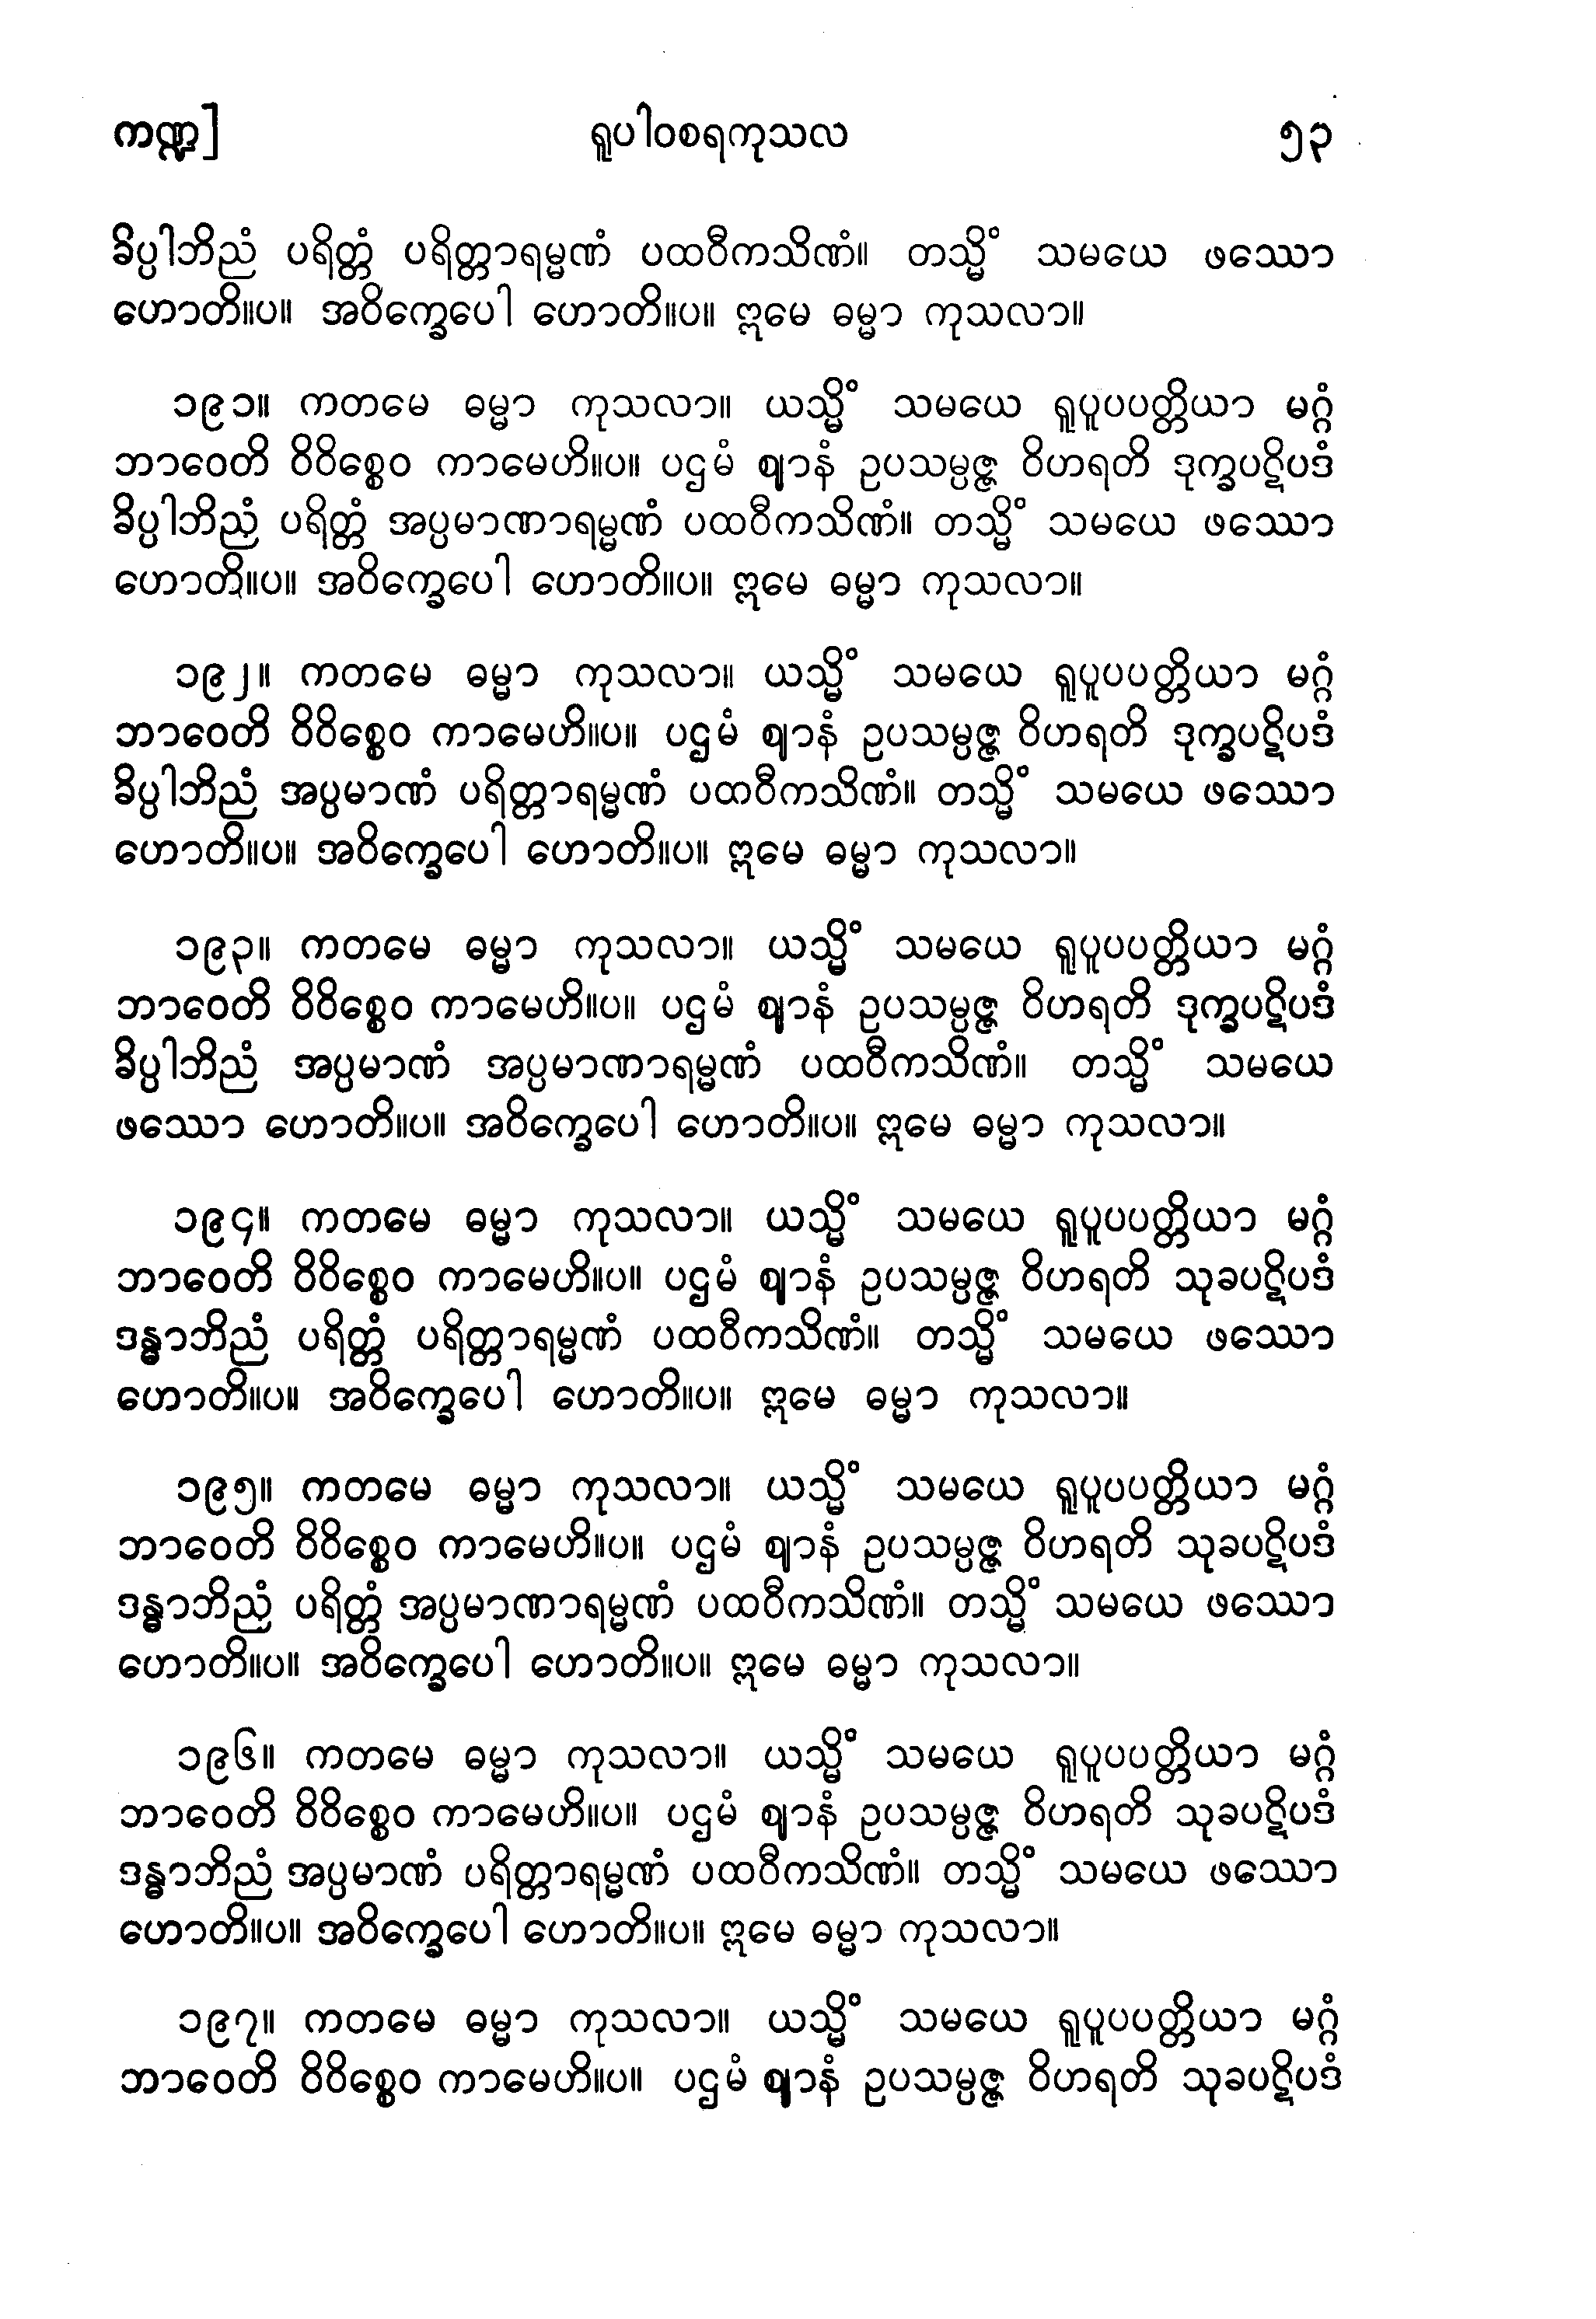 ကဏ္ဍ] ရူပါဝစရကုသလ ၅၃
ခိပ္ပါဘိညံ ပရိတ္တံ ပရိတ္တာရမ္မဏံ ပထဝီကသိဏံ။ တသ္မိံ သမယေ ဖဿော
ဟောတိ။ပ။ အဝိက္ခေပေါ ဟောတိ။ပ။ ဣမေ ဓမ္မာ ကုသလာ။
၁၉၁။ ကတမေ ဓမ္မာ ကုသလာ။ ယသ္မိံ သမယေ ရူပူပပတ္တိယာ မဂ္ဂံ
ဘာဝေတိ ဝိဝိစ္စေဝ ကာမေဟိ။ပ။ ပဌမံ ဈာနံ ဥပသမ္ပဇ္ဇ ဝိဟရတိ ဒုက္ခပဋိပဒံ
ခိပ္ပါဘိညံ ပရိတ္တံ အပ္ပမာဏာရမ္မဏံ ပထဝီကသိဏံ။ တသ္မိံ သမယေ ဖဿော
ဟောတိ။ပ။ အဝိက္ခေပေါ ဟောတိ။ပ။ ဣမေ ဓမ္မာ ကုသလာ။
၁၉၂။ ကတမေ ဓမ္မာ ကုသလာ။ ယသ္မိံ သမယေ ရူပူပပတ္တိယာ မဂ္ဂံ
ဘာဝေတိ ဝိဝိစ္စေဝ ကာမေဟိ။ပ။ ပဌမံ ဈာနံ ဥပသမ္ပဇ္ဇ ဝိဟရတိ ဒုက္ခပဋိပဒံ
ခိပ္ပါဘိညံ အပ္ပမာဏံ ပရိတ္တာရမ္မဏံ ပထဝီကသိဏံ။ တသ္မိံ သမယေ ဖဿော
ဟောတိ။ပ။ အဝိက္ခေပေါ ဟောတိ။ပ။ ဣမေ ဓမ္မာ ကုသလာ။
၁၉၃။ ကတမေ ဓမ္မာ ကုသလာ။ ယသ္မိံ သမယေ ရူပူပပတ္တိယာ မဂ္ဂံ
ဘာဝေတိ ဝိဝိစ္စေဝ ကာမေဟိ။ပ။ ပဌမံ ဈာနံ ဥပသမ္ပဇ္ဇ ဝိဟရတိ ဒုက္ခပဋိပဒံ
ခိပ္ပါဘိညံ အပ္ပမာဏံ အပ္ပမာဏာရမ္မဏံ ပထဝီကသိဏံ။ တသ္မိံ သမယေ
ဖဿော ဟောတိ။ပ။ အဝိက္ခေပေါ ဟောတိ။ပ။ ဣမေ ဓမ္မာ ကုသလာ။
၁၉၄။ ကတမေ ဓမ္မာ ကုသလာ။ ယသ္မိံ သမယေ ရူပူပပတ္တိယာ မဂ္ဂံ
ဘာဝေတိ ဝိဝိစ္စေဝ ကာမေဟိ။ပ။ ပဌမံ ဈာနံ ဥပသမ္ပဇ္ဇ ဝိဟရတိ သုခပဋိပဒံ
ဒန္ဓာဘိညံ ပရိတ္တံ ပရိတ္တာရမ္မဏံ ပထဝီကသိဏံ။ တသ္မိံ သမယေ ဖဿော
ဟောတိ။ပ။ အဝိက္ခေပေါ ဟောတိ။ပ။ ဣမေ ဓမ္မာ ကုသလာ။
၁၉၅။ ကတမေ ဓမ္မာ ကုသလာ။ ယသ္မိံ သမယေ ရူပူပပတ္တိယာ မဂ္ဂံ
ဘာဝေတိ ဝိဝိစ္စေဝ ကာမေဟိ။ပ။ ပဌမံ ဈာနံ ဥပသမ္ပဇ္ဇ ဝိဟရတိ သုခပဋိပဒံ
ဒန္ဓာဘိညံ ပရိတ္တံ အပ္ပမာဏာရမ္မဏံ ပထဝီကသိဏံ။ တသ္မိံ သမယေ ဖဿော
ဟောတိ။ပ။ အဝိက္ခေပေါ ဟောတိ။ပ။ ဣမေ ဓမ္မာ ကုသလာ။
၁၉၆။ ကတမေ ဓမ္မာ ကုသလာ။ ယသ္မိံ သမယေ ရူပူပပတ္တိယာ မဂ္ဂံ
ဘာဝေတိ ဝိဝိစ္စေဝ ကာမေဟိ။ပ။ ပဌမံ ဈာနံ ဥပသမ္ပဇ္ဇ ဝိဟရတိ သုခပဋိပဒံ
ဒန္ဓာဘိညံ အပ္ပမာဏံ ပရိတ္တာရမ္မဏံ ပထဝီကသိဏံ။ တသ္မိံ သမယေ ဖဿော
ဟောတိ။ပ။ အဝိက္ခေပေါ ဟောတိ။ပ။ ဣမေ ဓမ္မာ ကုသလာ။
၁၉၇။ ကတမေ ဓမ္မာ ကုသလာ။ ယသ္မိံ သမယေ ရူပူပပတ္တိယာ မဂ္ဂံ
ဘာဝေတိ ဝိဝိစ္စေဝ ကာမေဟိ။ပ။ ပဌမံ ဈာနံ ဥပသမ္ပဇ္ဇ ဝိဟရတိ သုခပဋိပဒံ